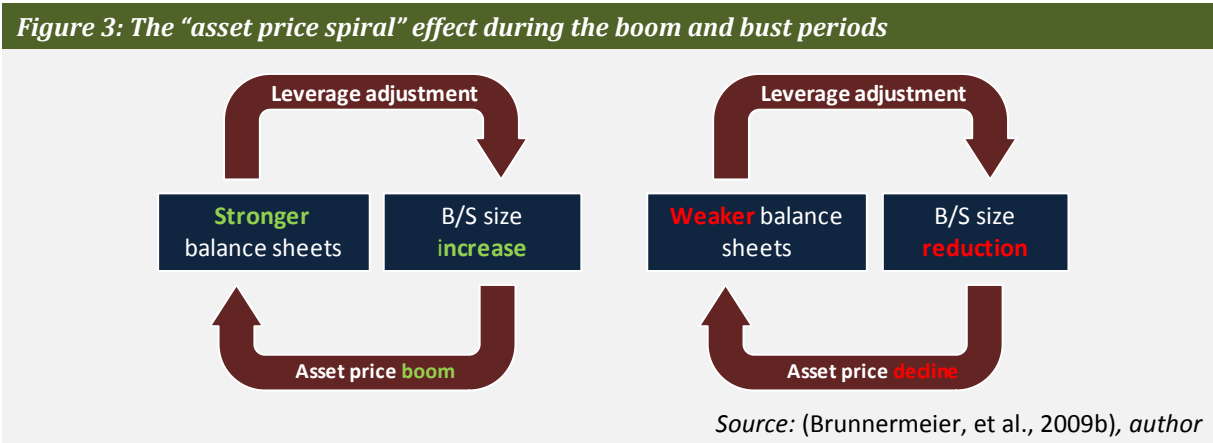 Figure 3: The “asset price spiral” effect during the boom and bust periods
Leverage adjustment
Stronger
balance sheets
B/S size
increase
Asset price boom
Leverage adjustment
Weaker balance
sheets
B/S size
reduction
Asset price decline
Source: (Brunnermeier, et al., 2009b), author